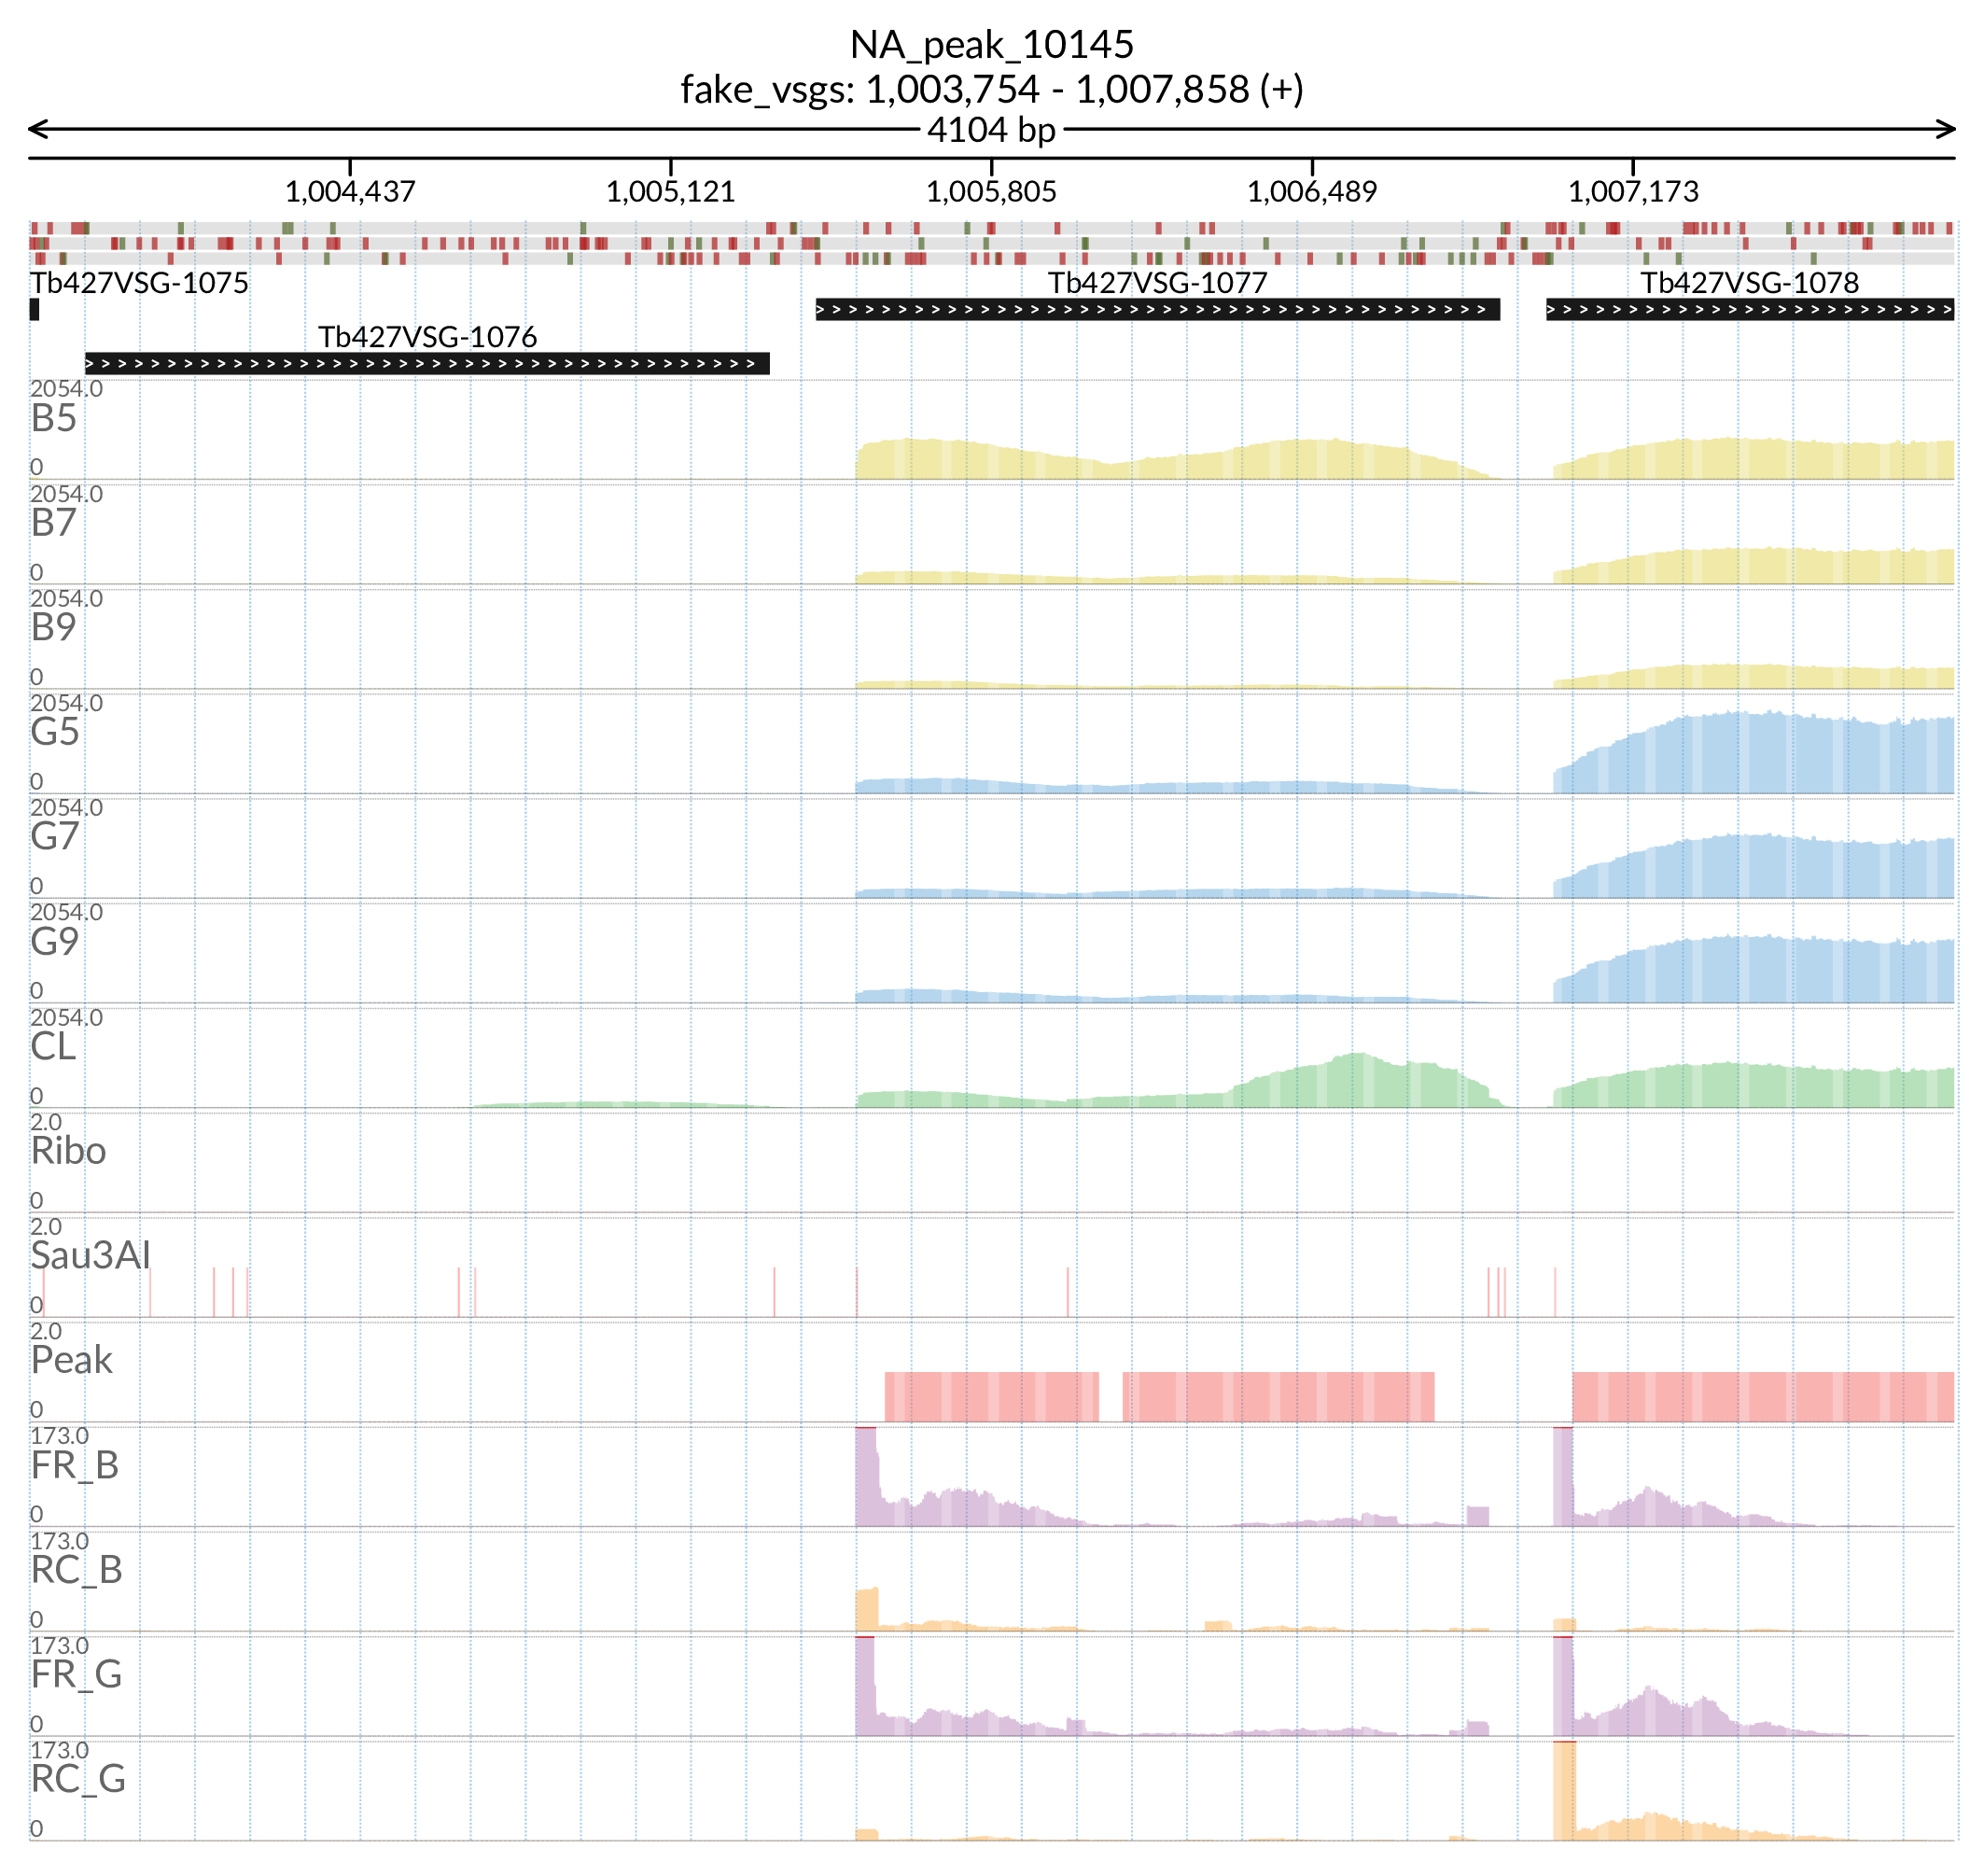 NA_peak_10145
fake_vsgs: 1,003,754 - 1,007,858 (+)
4104 bp
1,004,437 1,005,121 1,005,805 1,006,489 1,007,173
Tb427VSG-1075 Tb427VSG-1077 Tb427VSG-1078
Tb427VSG-1076
2054.0
B5
0
2054.0
B7
0
2054.0
B9
0
2054.0
G5
0
2054.0
G7
0
2054.0
G9
0
2054.0
CL
0
2.0
Ribo
0
2.0
Sau3AI
0
2.0
Peak
0
173.0
FR_B
0
173.0
RC_B
0
173.0
FR_G
0
173.0
RC_G
0